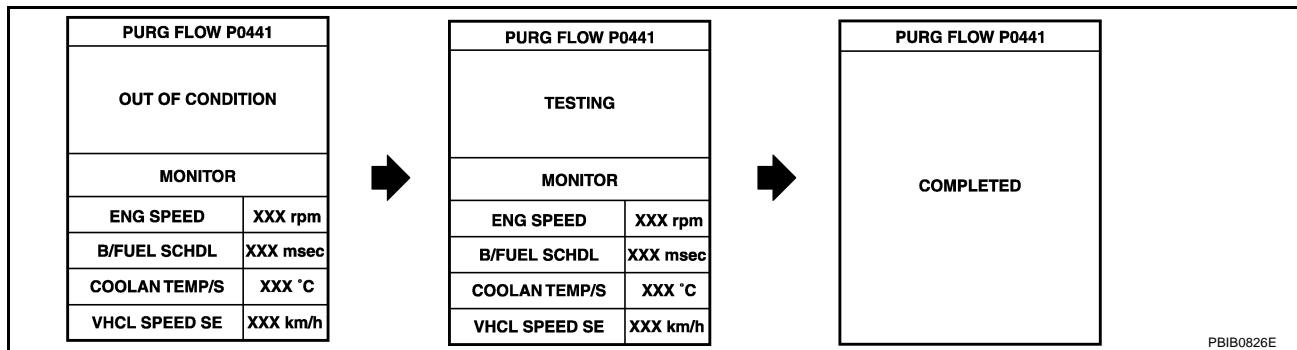 PURG FLOW P0441
OUT OF CONDITION
MONITOR
ENG SPEED XXX rpm
B/FUEL SCHDL XXX msec
COOLAN TEMP/S XXX °C
VHCL SPEED SE XXX km/h
PURG FLOW P0441
TESTING
MONITOR
ENG SPEED XXX rpm
B/FUEL SCHDL XXX msec
COOLAN TEMP/S XXX °C
VHCL SPEED SE XXX km/h
PURG FLOW P0441
COMPLETED
PBIB0826E